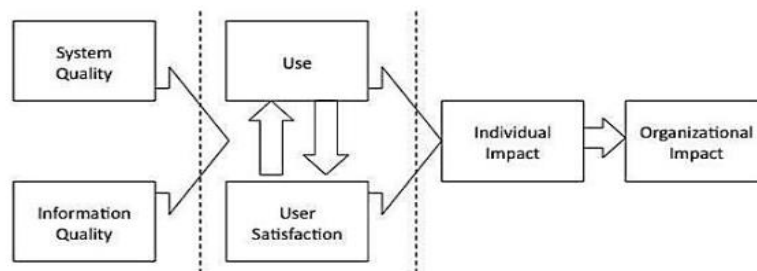 System
Quality
Use
Individual
Impact
Organizational
Impact
Information
Quality
User
Satisfaction